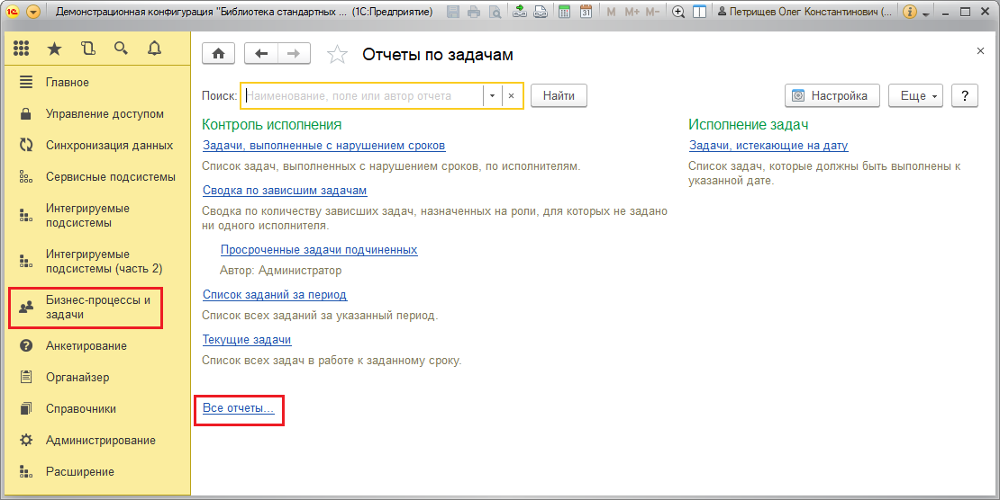 Демонстрационная конфигурация "Библиотека стандартных ... (1С:Предприятие)
M M+ M-
Петрищев Олег Константинович (...
Отчеты по задачам
Поиск: Наименование, поле или автор отчета
Найти
Настройка
Еще
?
Главное
Управление доступом
Синхронизация данных
Сервисные подсистемы
Интегрируемые
подсистемы
Интегрируемые
подсистемы (часть 2)
Бизнес-процессы и
задачи
Анкетирование
Органайзер
Справочники
Администрирование
Расширение
Контроль исполнения
Задачи, выполненные с нарушением сроков
Список задач, выполненных с нарушением сроков, по исполнителям.
Сводка по зависшим задачам
Сводка по количеству зависших задач, назначенных на роли, для которых не задано
ни одного исполнителя.
Просроченные задачи подчиненных
Автор: Администратор
Список заданий за период
Список всех заданий за указанный период.
Текущие задачи
Список всех задач в работе к заданному сроку.
Все отчеты...
Исполнение задач
Задачи, истекающие на дату
Список задач, которые должны быть выполнены к
указанной дате.